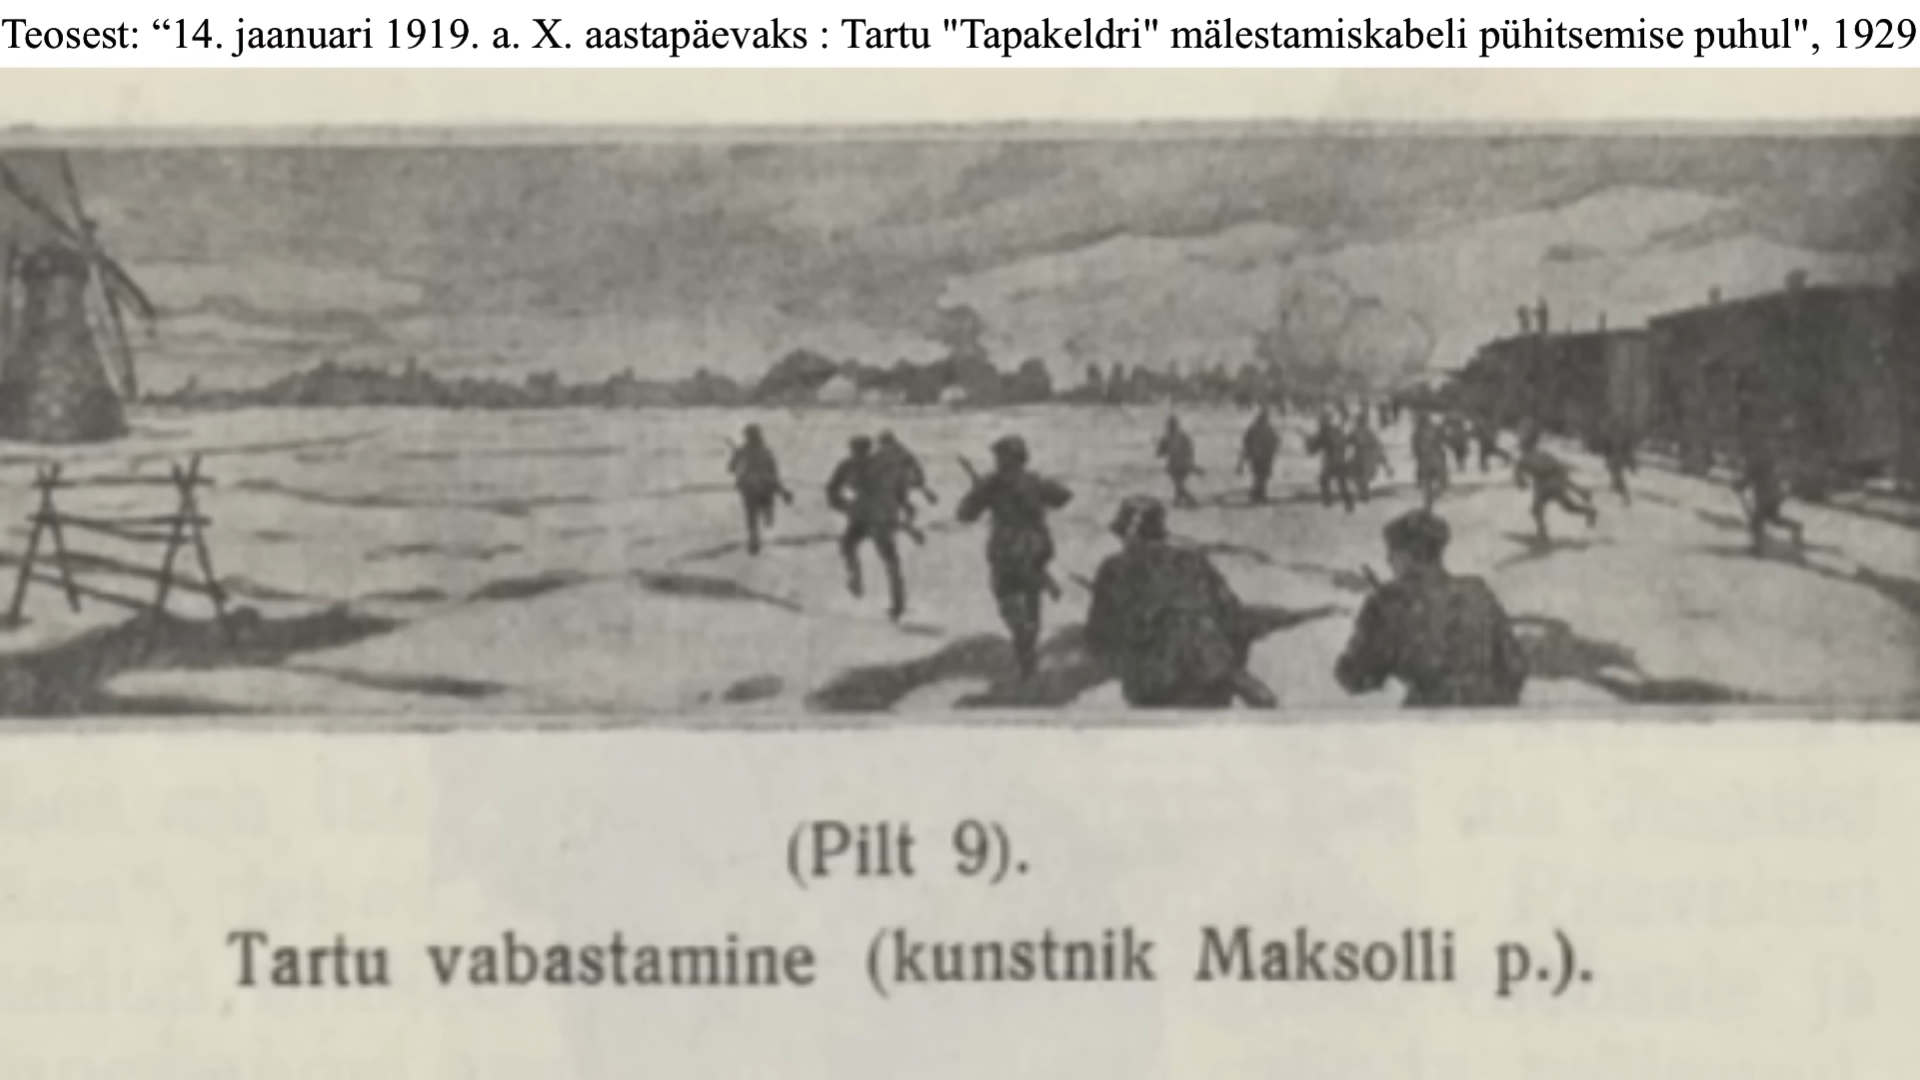 Teosest: “14. jaanuari 1919. a. X. aastapäevaks : Tartu "Tapakeldri" mälestamiskabeli pühitsemise puhul", 1929
(Pilt 9).
Tartu vabastamine (kunstnik Maksolli p.).